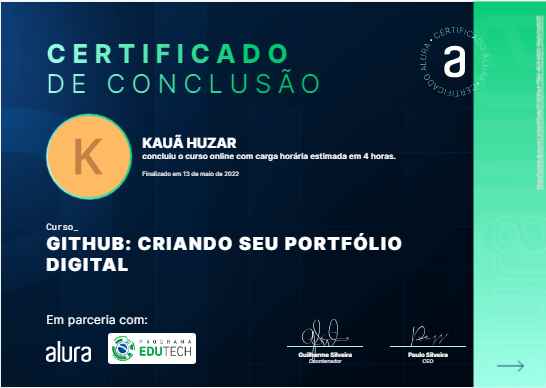 CERTIFICADO
DE CONCLUSÃO
CERTIFICADO ALURA • CERTIFICADO ALURA •
a
K
KAUÃ HUZAR
concluiu o curso online com carga horária estimada em 4 horas.
Finalizado em 13 de maio de 2022
Curso_
GITHUB: CRIANDO SEU PORTFÓLIO
DIGITAL
Em parceria com:
alura
PROGRAMA
EDUTECH
Guilherme Silveira
Coordenador
Paulo Silveira
CEO